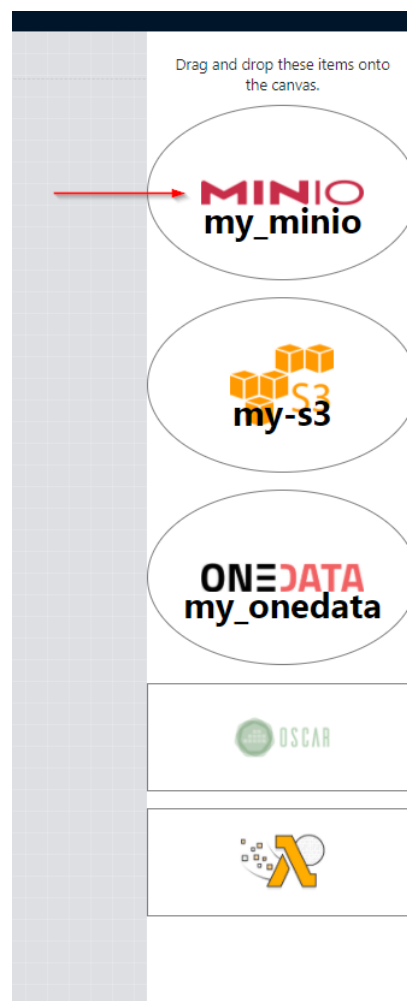 Drag and drop these items onto
the canvas.
MINIO
my_minio
S3
my-s3
ONEDATA
my_onedata
OSCAR
λ